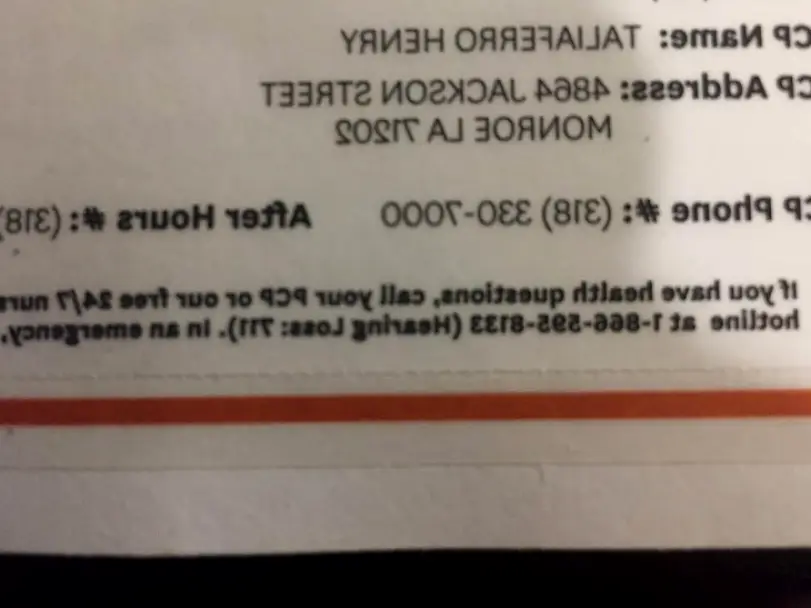 CP Name: TALIAFERRO HENRY
CP Address: 4864 JACKSON STREET
MONROE LA 71202
CP Phone #: (318) 330-7000 After Hours #: (318)
If you have health questions, call your PCP or our free 24/7 nurs
hotline at 1-866-595-8133 (Hearing Loss: 711). In an emergency,